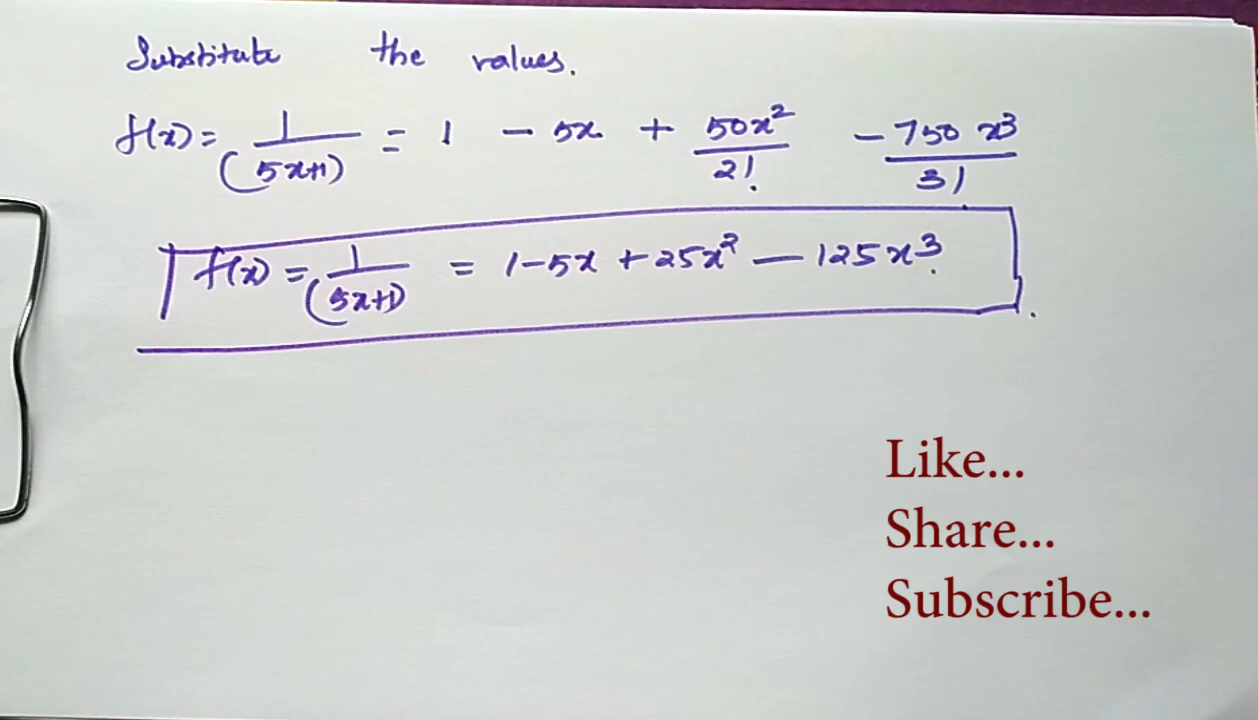 Substitute the values.
f(x) = 1/(5x+1) = 1 - 5x + 50x²/2! - 750x³/3!
f(x) = 1/(5x+1) = 1-5x + 25x² — 125x³.
Like...
Share...
Subscribe...